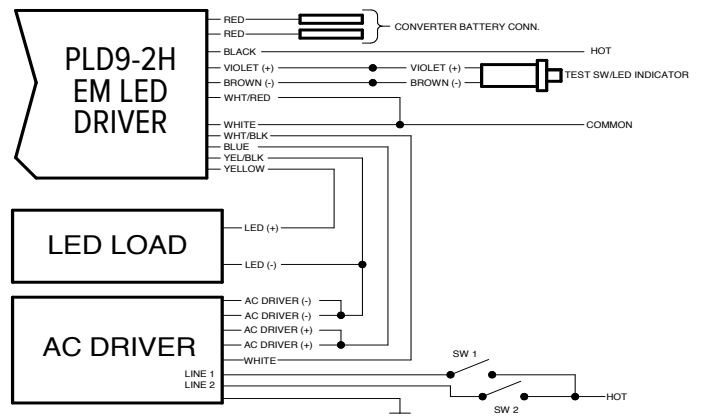 PLD9-2H
EM LED
DRIVER
RED
RED
CONVERTER BATTERY CONN.
BLACK
HOT
VIOLET (+)
VIOLET (+)
BROWN (-)
BROWN (-)
TEST SW/LED INDICATOR
WHT/RED
WHITE
COMMON
WHT/BLK
BLUE
YEL/BLK
YELLOW
LED LOAD
LED (+)
LED (-)
AC DRIVER
AC DRIVER (-)
AC DRIVER (-)
AC DRIVER (+)
AC DRIVER (+)
WHITE
LINE 1
LINE 2
SW 1
SW 2
HOT